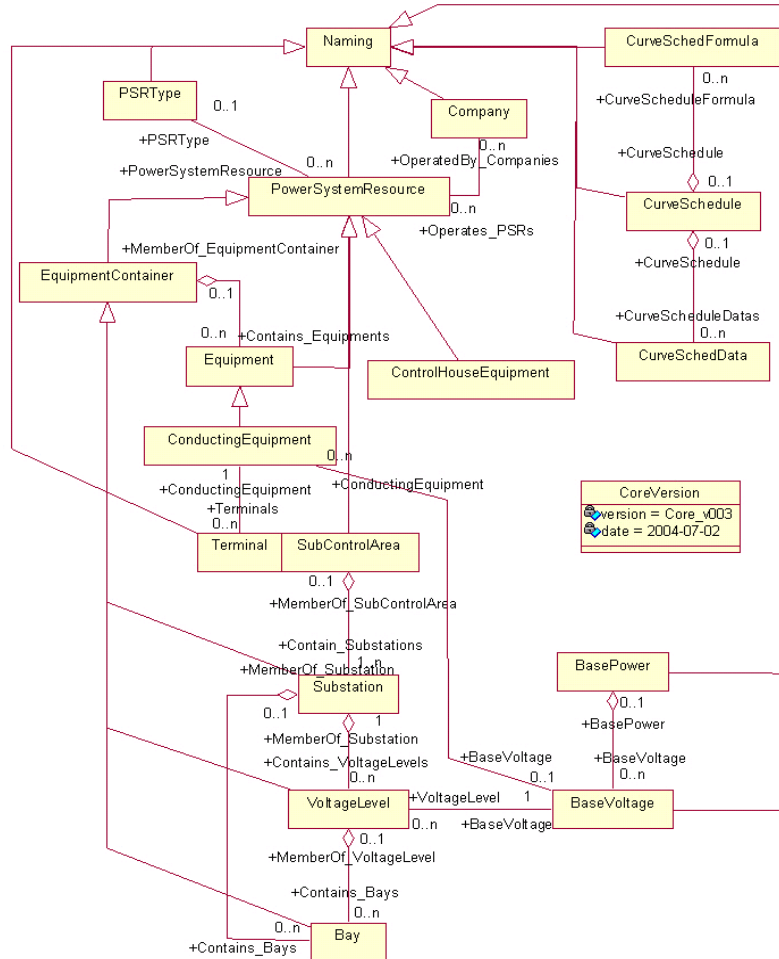 Naming
CurveSchedFormula
PSRType
0..1
+PSRType
Company
0..n
+OperatedBy_Companies
0..n
+CurveScheduleFormula
+CurveSchedule
0..1
+PowerSystemResource
0..n
PowerSystemResource
0..n
+Operates_PSRs
CurveSchedule
0..1
+CurveSchedule
+MemberOf_EquipmentContainer
EquipmentContainer
0..1
0..n
+Contains_Equipments
Equipment
+CurveScheduleDatas
0..n
CurveSchedData
ControlHouseEquipment
ConductingEquipment
0..n
1
+ConductingEquipment
+ConductingEquipment
+Terminals
0..n
CoreVersion
version = Core_v003
date = 2004-07-02
Terminal
SubControlArea
0..1
+MemberOf_SubControlArea
+Contain_Substations
1..n
+MemberOf_Substation
Substation
0..1
1
+MemberOf_Substation
+Contains_VoltageLevels
0..n
BasePower
0..1
+BasePower
+BaseVoltage
0..n
+BaseVoltage
0..1
VoltageLevel
+VoltageLevel
1
0..n
+BaseVoltage
BaseVoltage
0..1
+MemberOf_VoltageLevel
+Contains_Bays
0..n
0..n
+Contains_Bays
Bay